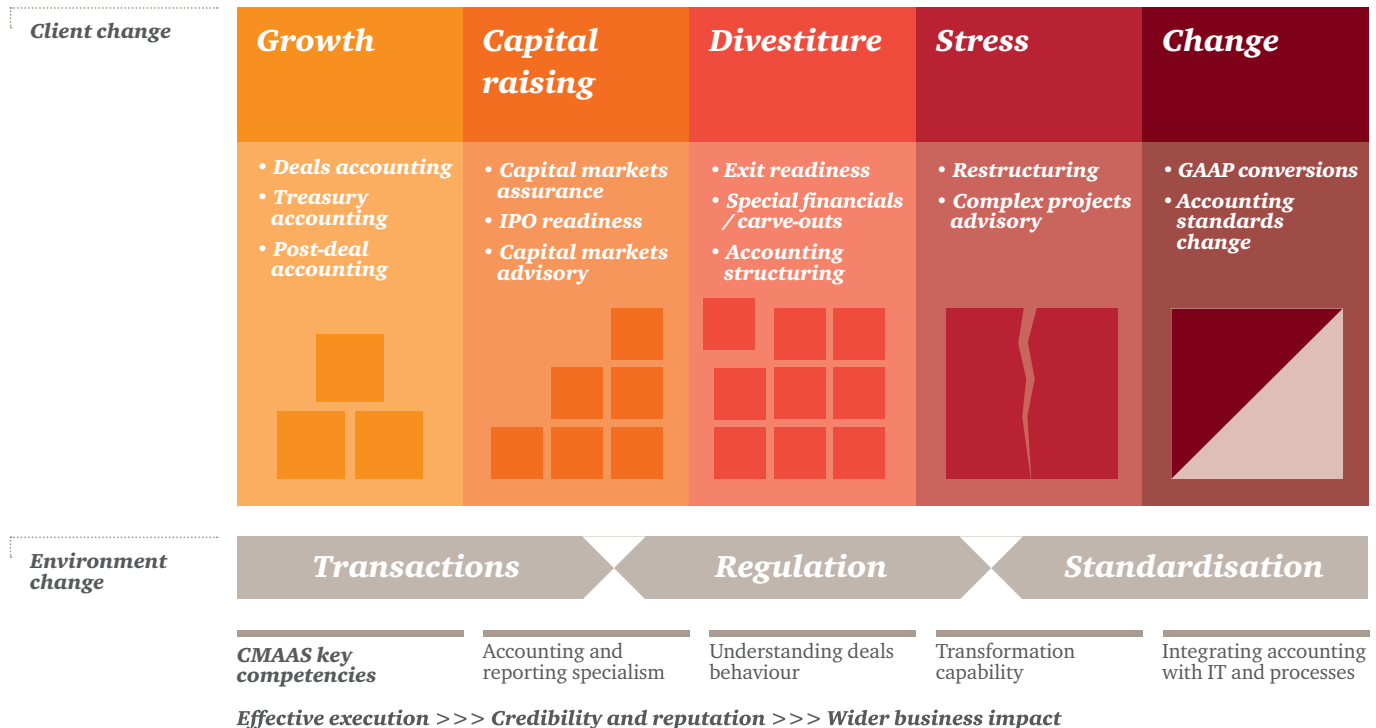 Client change
Growth
Capital
raising
Divestiture
Stress
Change
• Deals accounting
• Treasury
accounting
• Post-deal
accounting
• Capital markets
assurance
• IPO readiness
• Capital markets
advisory
• Exit readiness
• Special financials
/ carve-outs
• Accounting
structuring
• Restructuring
• Complex projects
advisory
• GAAP conversions
• Accounting
standards
change
Environment
change
Transactions
Regulation
Standardisation
CMAAS key
competencies
Accounting and
reporting specialism
Understanding deals
behaviour
Transformation
capability
Integrating accounting
with IT and processes
Effective execution >>> Credibility and reputation >>> Wider business impact